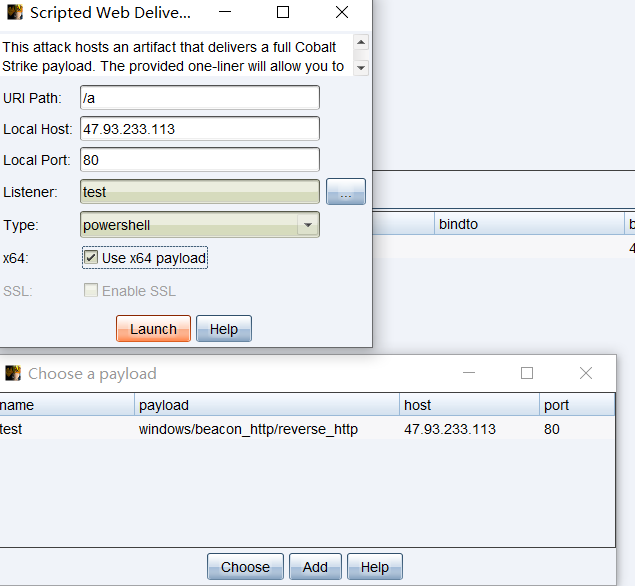 Scripted Web Delive...
This attack hosts an artifact that delivers a full Cobalt
Strike payload. The provided one-liner will allow you to
URI Path: /a
Local Host: 47.93.233.113
Local Port: 80
Listener: test ...
Type: powershell
x64: Use x64 payload
SSL: Enable SSL
Launch Help
bindto b
4
Choose a payload
name payload host port
test windows/beacon_http/reverse_http 47.93.233.113 80
Choose Add Help